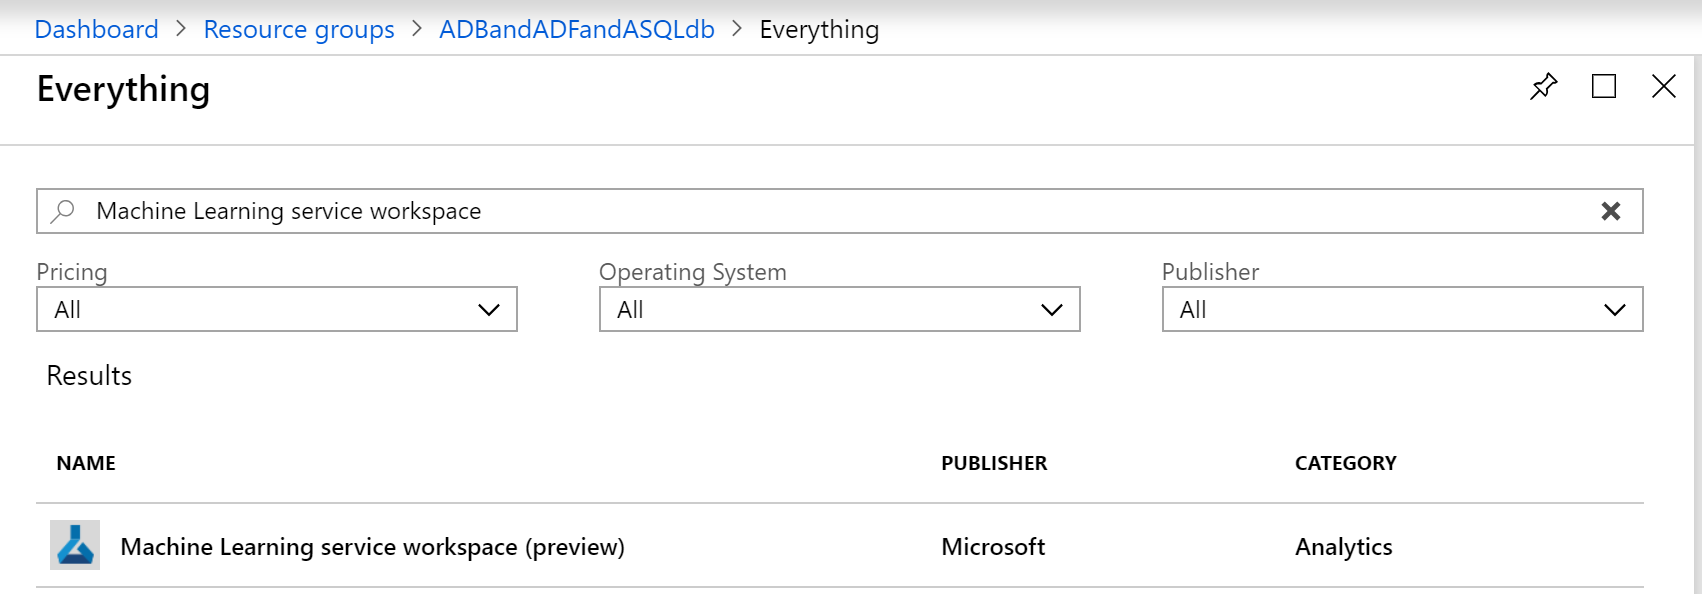 Dashboard > Resource groups > ADBandADFandASQLdb > Everything
Everything
Machine Learning service workspace
Pricing Operating System Publisher
All All All
Results
NAME PUBLISHER CATEGORY
Machine Learning service workspace (preview) Microsoft Analytics